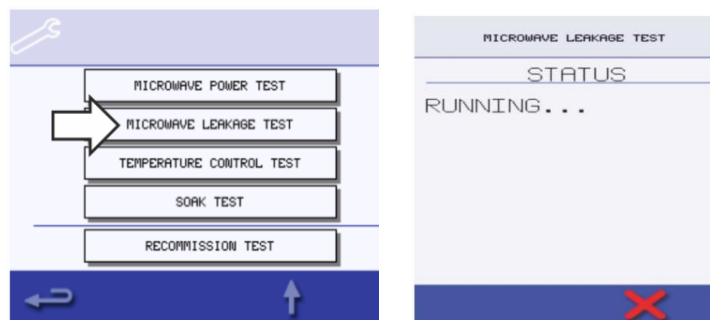 MICROWAVE POWER TEST
MICROWAVE LEAKAGE TEST
TEMPERATURE CONTROL TEST
SOAK TEST
RECOMMISSION TEST
MICROWAVE LEAKAGE TEST
STATUS
RUNNING...